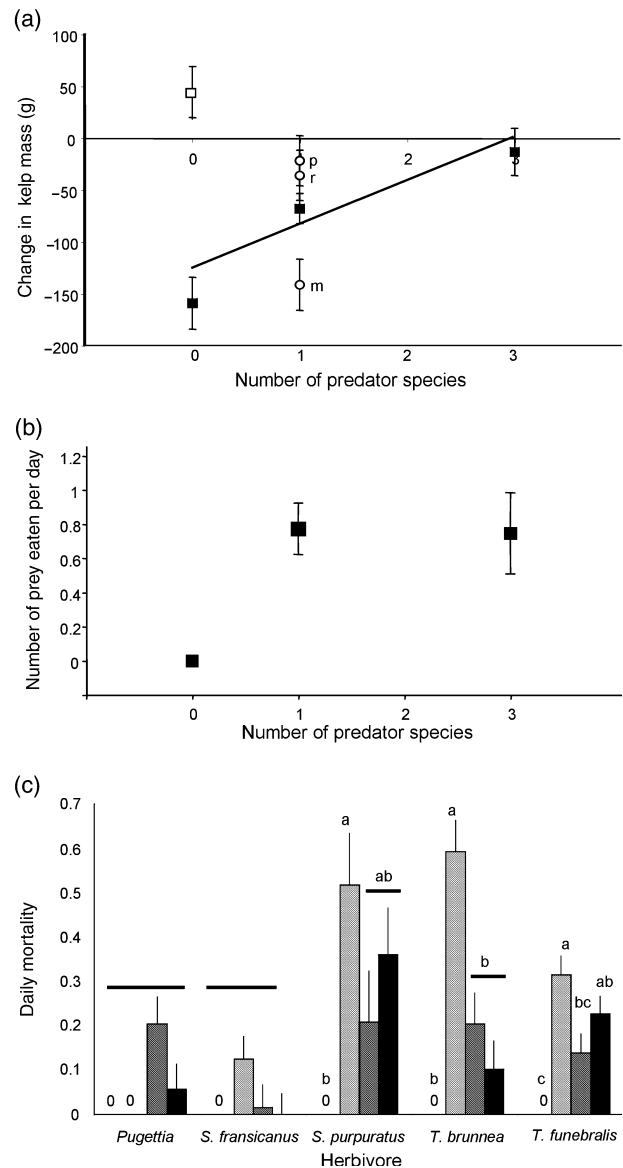 (a)
100
50
0
−50
−100
−150
−200
Change in kelp mass (g)
0 2 3
p
r
m
0 1 2 3
Number of predator species
(b)
1.2
1
0.8
0.6
0.4
0.2
0
Number of prey eaten per day
0 1 2 3
Number of predator species
(c)
0.7
0.6
0.5
0.4
0.3
0.2
0.1
0
Daily mortality
a a
ab
b a
bc ab
b b c
0 0 0 0 0 0
Pugettia S. fransicanus S. purpuratus T. brunnea T. funebralis
Herbivore